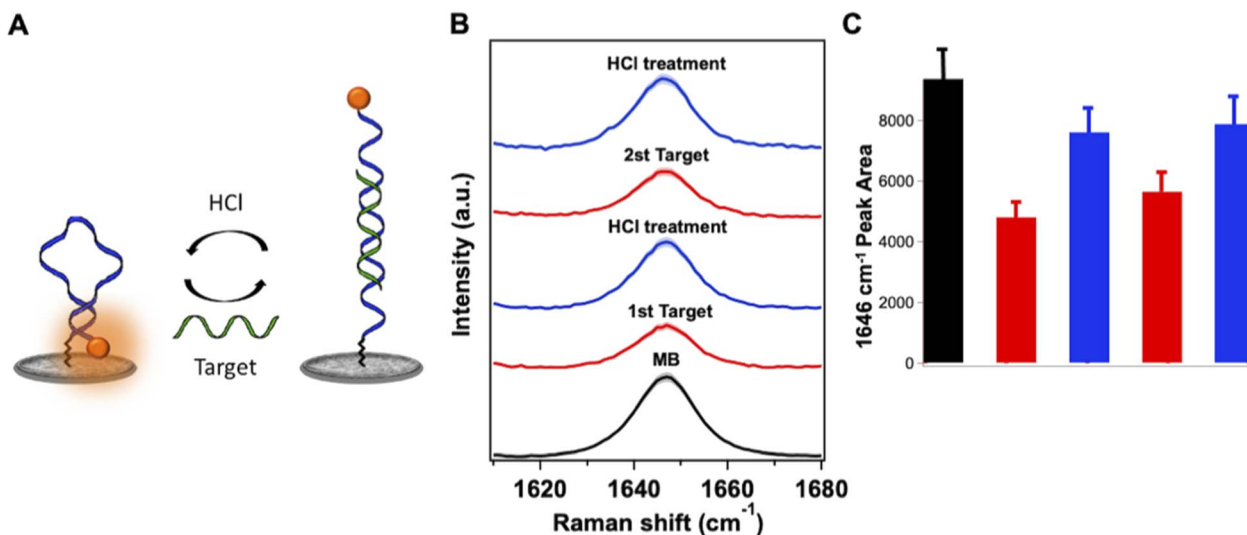 A
HCl
Target
B
HCl treatment
2st Target
HCl treatment
1st Target
MB
Intensity (a.u.)
1620 1640 1660 1680
Raman shift (cm⁻¹)
C
1646 cm⁻¹ Peak Area
8000
6000
4000
2000
0